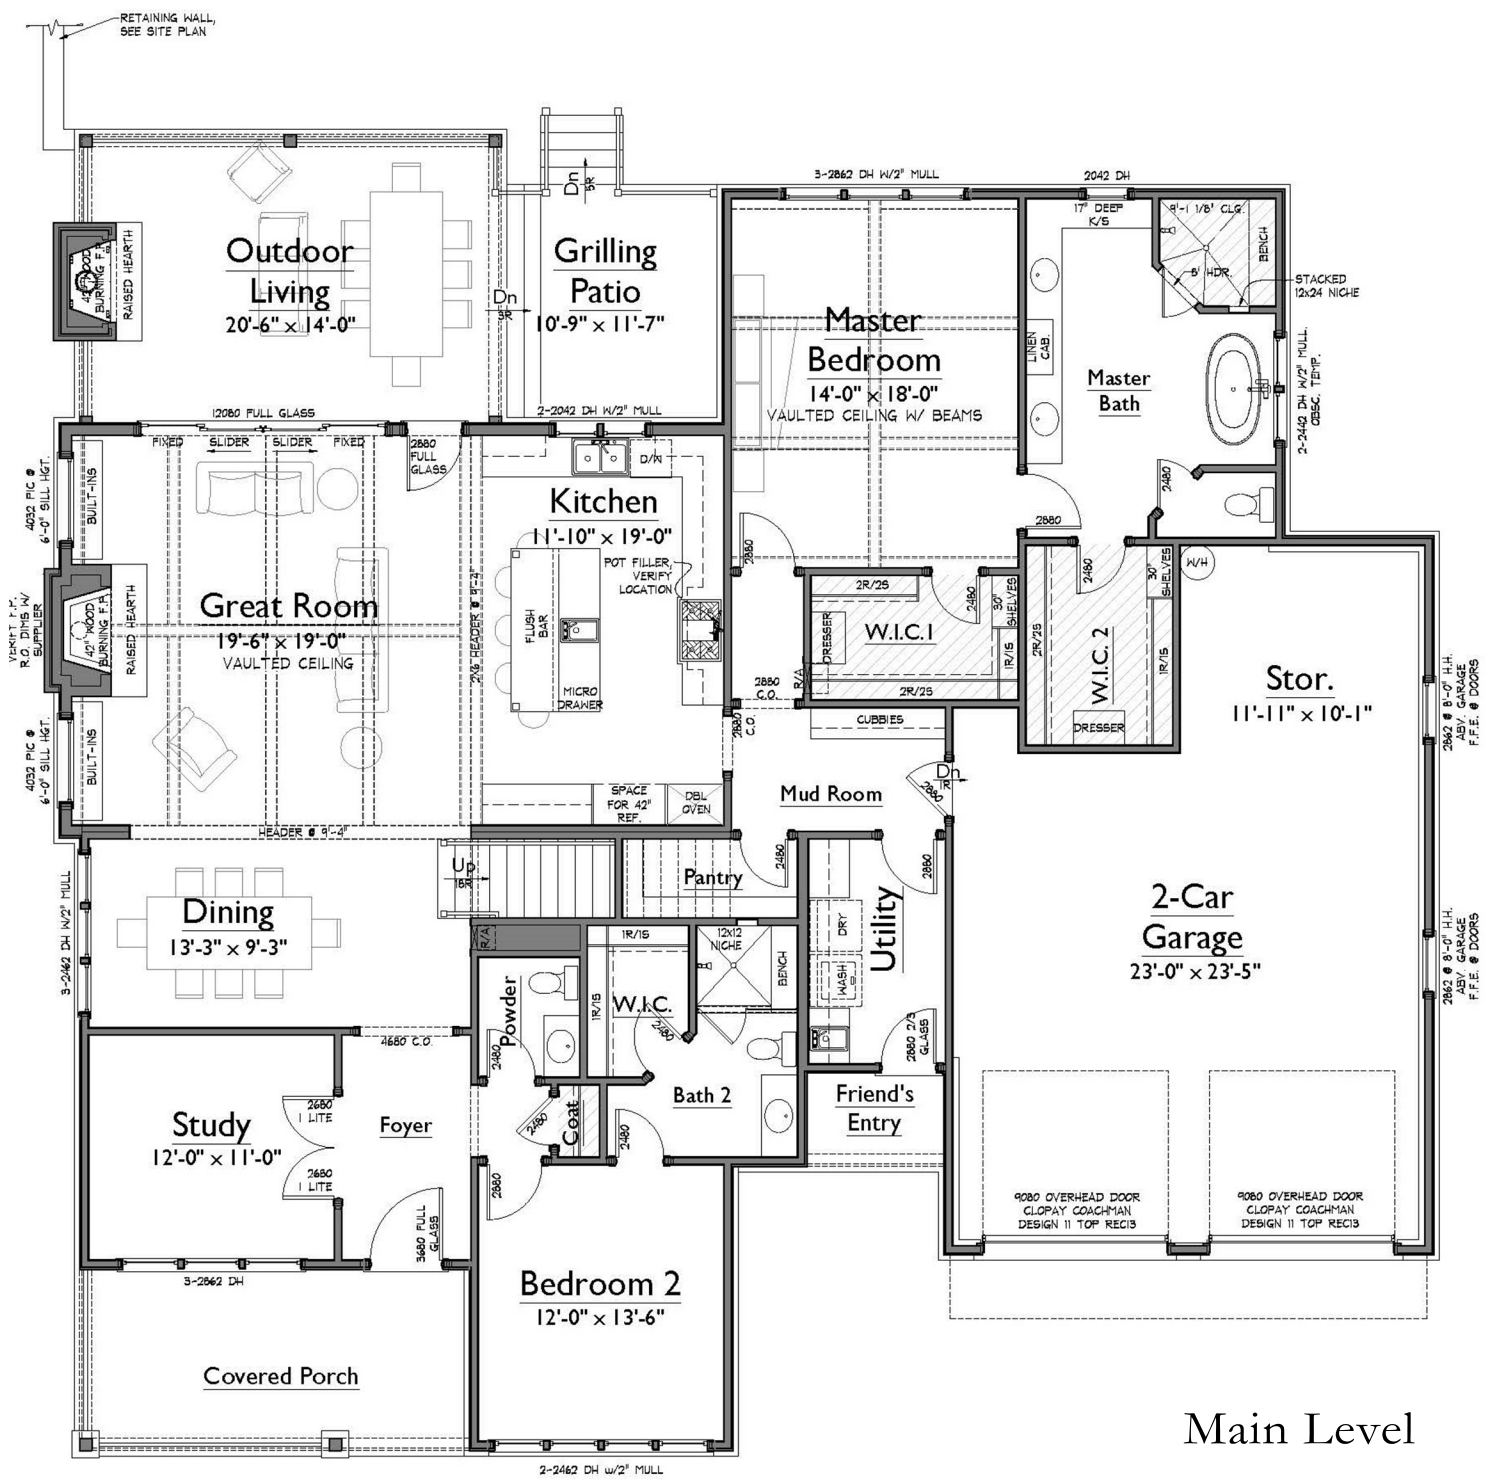 RETAINING WALL,
SEE SITE PLAN
Dn
5R
3-2862 DH W/2" MULL
2042 DH
17" DEEP
K/S
9'-1 1/8" CLG.
BENCH
5' HDR.
STACKED
12x24 NICHE
42" WOOD
BURNING F.P.
RAISED HEARTH
Outdoor
Living
20'-6" x 14'-0"
Dn
3R
Grilling
Patio
10'-9" x 11'-7"
Master
Bedroom
14'-0" x 18'-0"
VAULTED CEILING W/ BEAMS
LINEN
CAB.
Master
Bath
2-2442 DH W/2" MULL.
OBSC. TEMP.
12080 FULL GLASS
2-2042 DH W/2" MULL
FIXED
SLIDER
SLIDER
FIXED
2880
FULL
GLASS
D/W
4032 PIC @
6'-0" SILL HGT.
BUILT-INS
Kitchen
11'-10" x 19'-0"
POT FILLER,
VERIFY
LOCATION
2880
2880
2480
2480
W/H
30"
SHELVES
VERIFY F.P.
R.O. DIMS W/
SUPPLIER
42" WOOD
BURNING F.P.
RAISED HEARTH
Great Room
19'-6" x 19'-0"
VAULTED CEILING
2/6 HEADER @ 9'-4"
FLUSH
BAR
MICRO
DRAWER
2R/2S
DRESSER
W.I.C.1
2480
30"
SHELVES
1R/1S
2R/2S
R/A
2R/2S
W.I.C. 2
1R/1S
DRESSER
Stor.
11'-11" x 10'-1"
2862 @ 8'-0" H.H.
ABV. GARAGE
F.F.E. @ DOORS
2880
C.O.
2880
C.O.
CUBBIES
4032 PIC @
6'-0" SILL HGT.
BUILT-INS
SPACE
FOR 42"
REF.
DBL
OVEN
Mud Room
Dn
1R
2880
HEADER @ 9'-4"
Up
18R
2480
Pantry
2880
3-2462 DH W/2" MULL
Dining
13'-3" x 9'-3"
R/A
1R/1S
12x12
NICHE
BENCH
DRY
WASH
Utility
2-Car
Garage
23'-0" x 23'-5"
2862 @ 8'-0" H.H.
ABV. GARAGE
F.F.E. @ DOORS
Powder
1R/1S
W.I.C.
2480
2480
2880 2/3
GLASS
4680 C.O.
Study
12'-0" x 11'-0"
2680
1 LITE
2680
1 LITE
Foyer
2480
Coat
2480
Bath 2
Friend's
Entry
2880
3680 FULL
GLASS
9080 OVERHEAD DOOR
CLOPAY COACHMAN
DESIGN 11 TOP REC13
9080 OVERHEAD DOOR
CLOPAY COACHMAN
DESIGN 11 TOP REC13
3-2862 DH
Bedroom 2
12'-0" x 13'-6"
Covered Porch
2-2462 DH w/2" MULL
Main Level